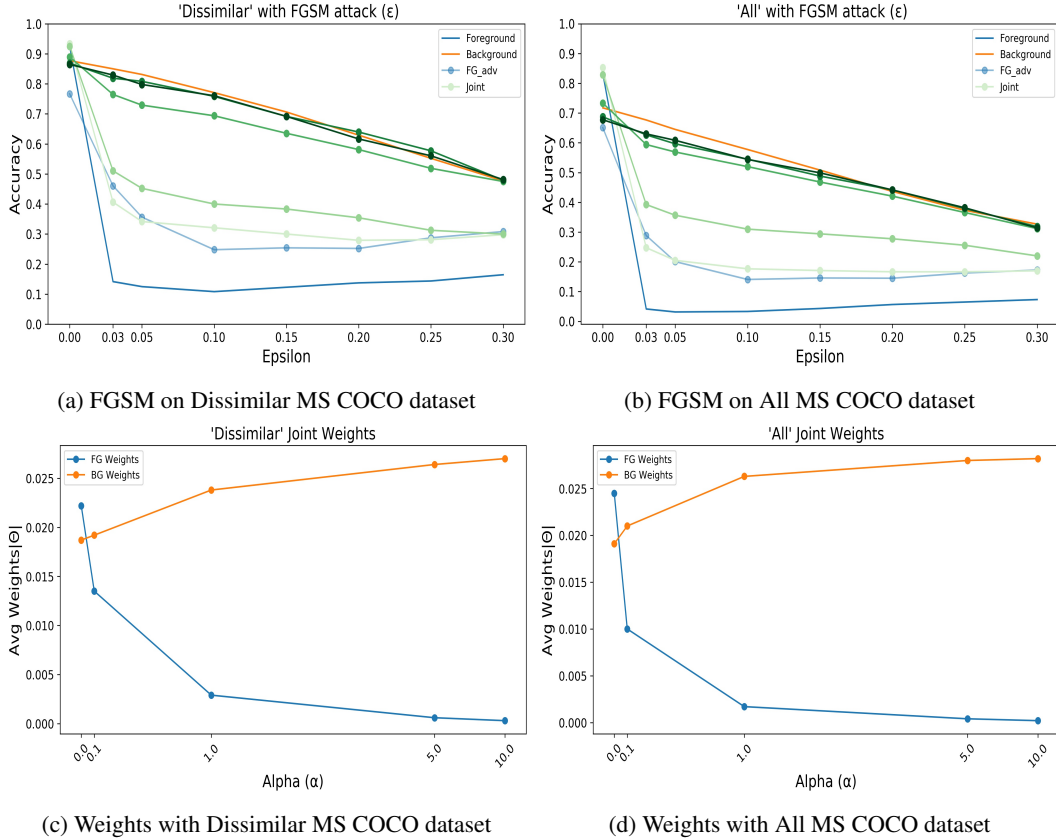 'Dissimilar' with FGSM attack (ε)
1.0
0.9
0.8
0.7
0.6
0.5
0.4
0.3
0.2
0.1
0.0
Accuracy
Foreground
Background
FG_adv
Joint
0.00 0.03 0.05 0.10 0.15 0.20 0.25 0.30
Epsilon
(a) FGSM on Dissimilar MS COCO dataset
'All' with FGSM attack (ε)
1.0
0.9
0.8
0.7
0.6
0.5
0.4
0.3
0.2
0.1
0.0
Accuracy
Foreground
Background
FG_adv
Joint
0.00 0.03 0.05 0.10 0.15 0.20 0.25 0.30
Epsilon
(b) FGSM on All MS COCO dataset
'Dissimilar' Joint Weights
FG Weights
BG Weights
0.025
0.020
0.015
0.010
0.005
0.000
Avg Weights|Θ|
0.0 0.1 1.0 5.0 10.0
Alpha (α)
(c) Weights with Dissimilar MS COCO dataset
'All' Joint Weights
FG Weights
BG Weights
0.025
0.020
0.015
0.010
0.005
0.000
Avg Weights|Θ|
0.0 0.1 1.0 5.0 10.0
Alpha (α)
(d) Weights with All MS COCO dataset